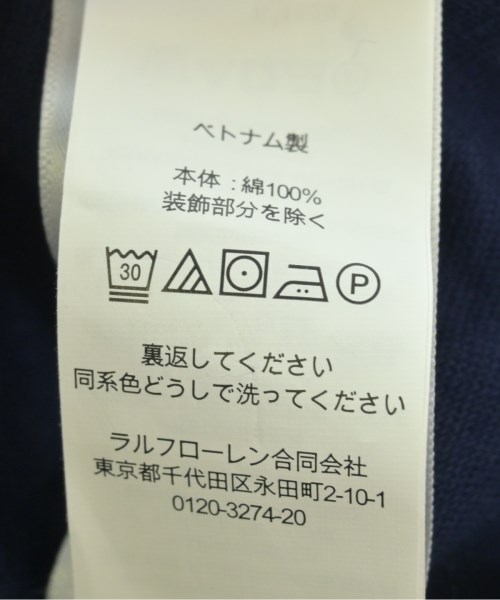 ベトナム製
本体：綿100%
装飾部分を除く
30 P
裏返してください
同系色どうしで洗ってください
ラルフローレン合同会社
東京都千代田区永田町2-10-1
0120-3274-20